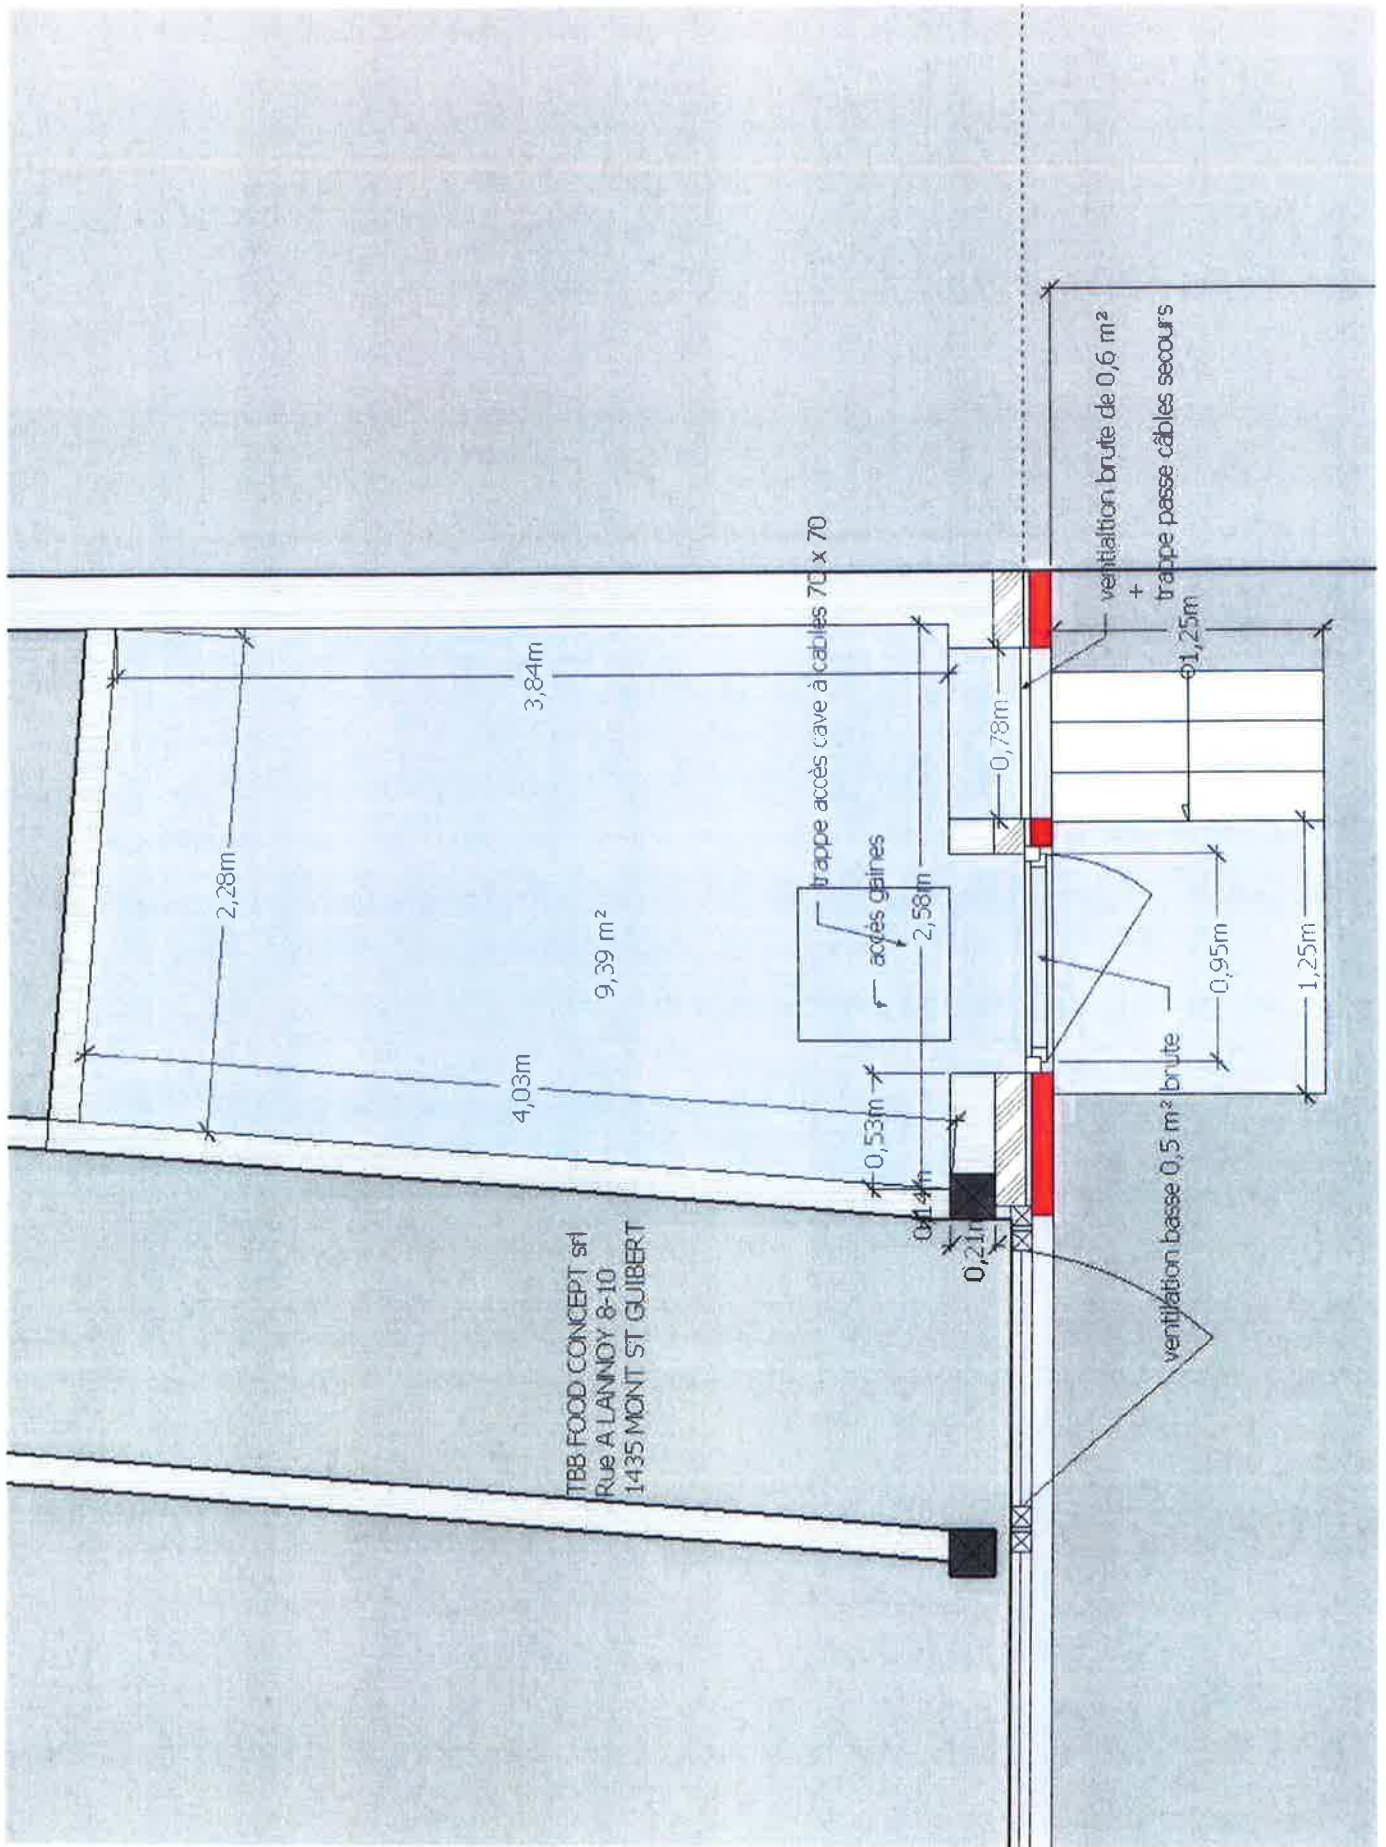 TBB FOOD CONCEPT srl
Rue A LANNOY 8-10
1435 MONT ST GUIBERT
2,28m
4,03m
3,84m
9,39 m²
trappe accès cave à cables 70 x 70
accès gaines
2,58m
0,53m
0,14m
0,21m
0,78m
ventialtion brute de 0,6 m²
+
trappe passe câbles secours
1,25m
0,95m
1,25m
ventilation basse 0,5 m² brute